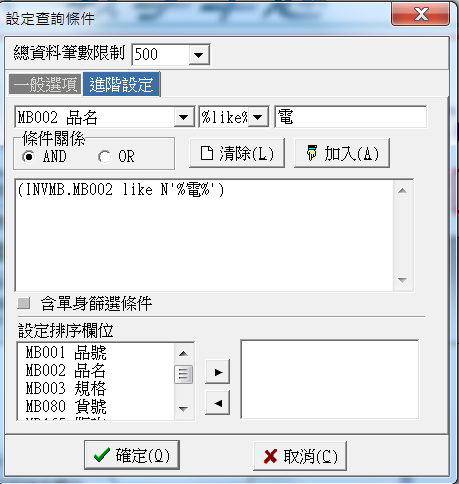 設定查詢條件
總資料筆數限制 500
一般選項 進階設定
MB002 品名 %like% 電
條件關係
AND OR 清除(L) 加入(A)
(INVMB.MB002 like N'%電%')
含單身篩選條件
設定排序欄位
MB001 品號
MB002 品名
MB003 規格
MB080 貨號
確定(O) 取消(C)